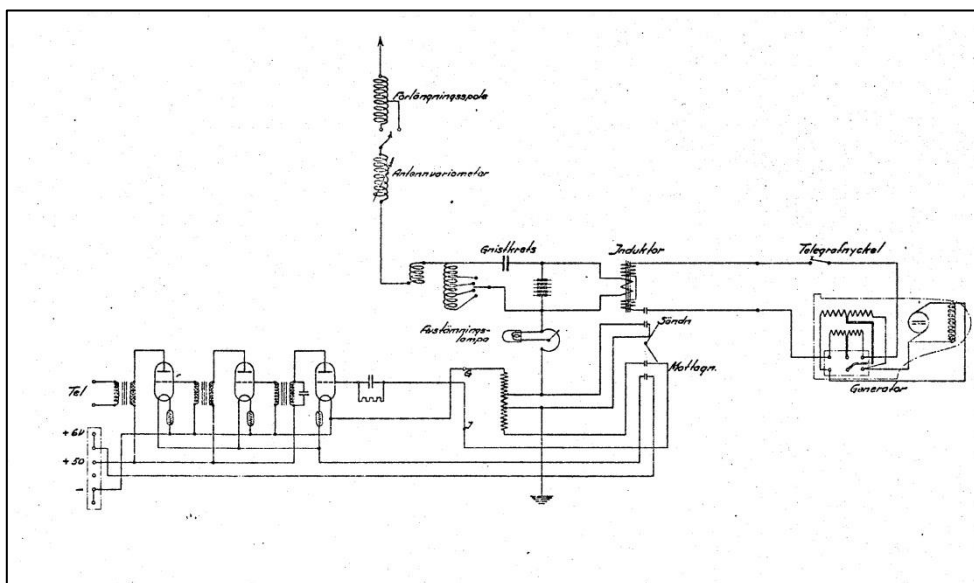 Förlängningsspole
Antennvariometer
Gnistkrets
Induktor
Telegrafnyckel
Avstämnings-
lampa
Sändn
Mottagn.
Generator
Tel
G
J
+6V
+50
-